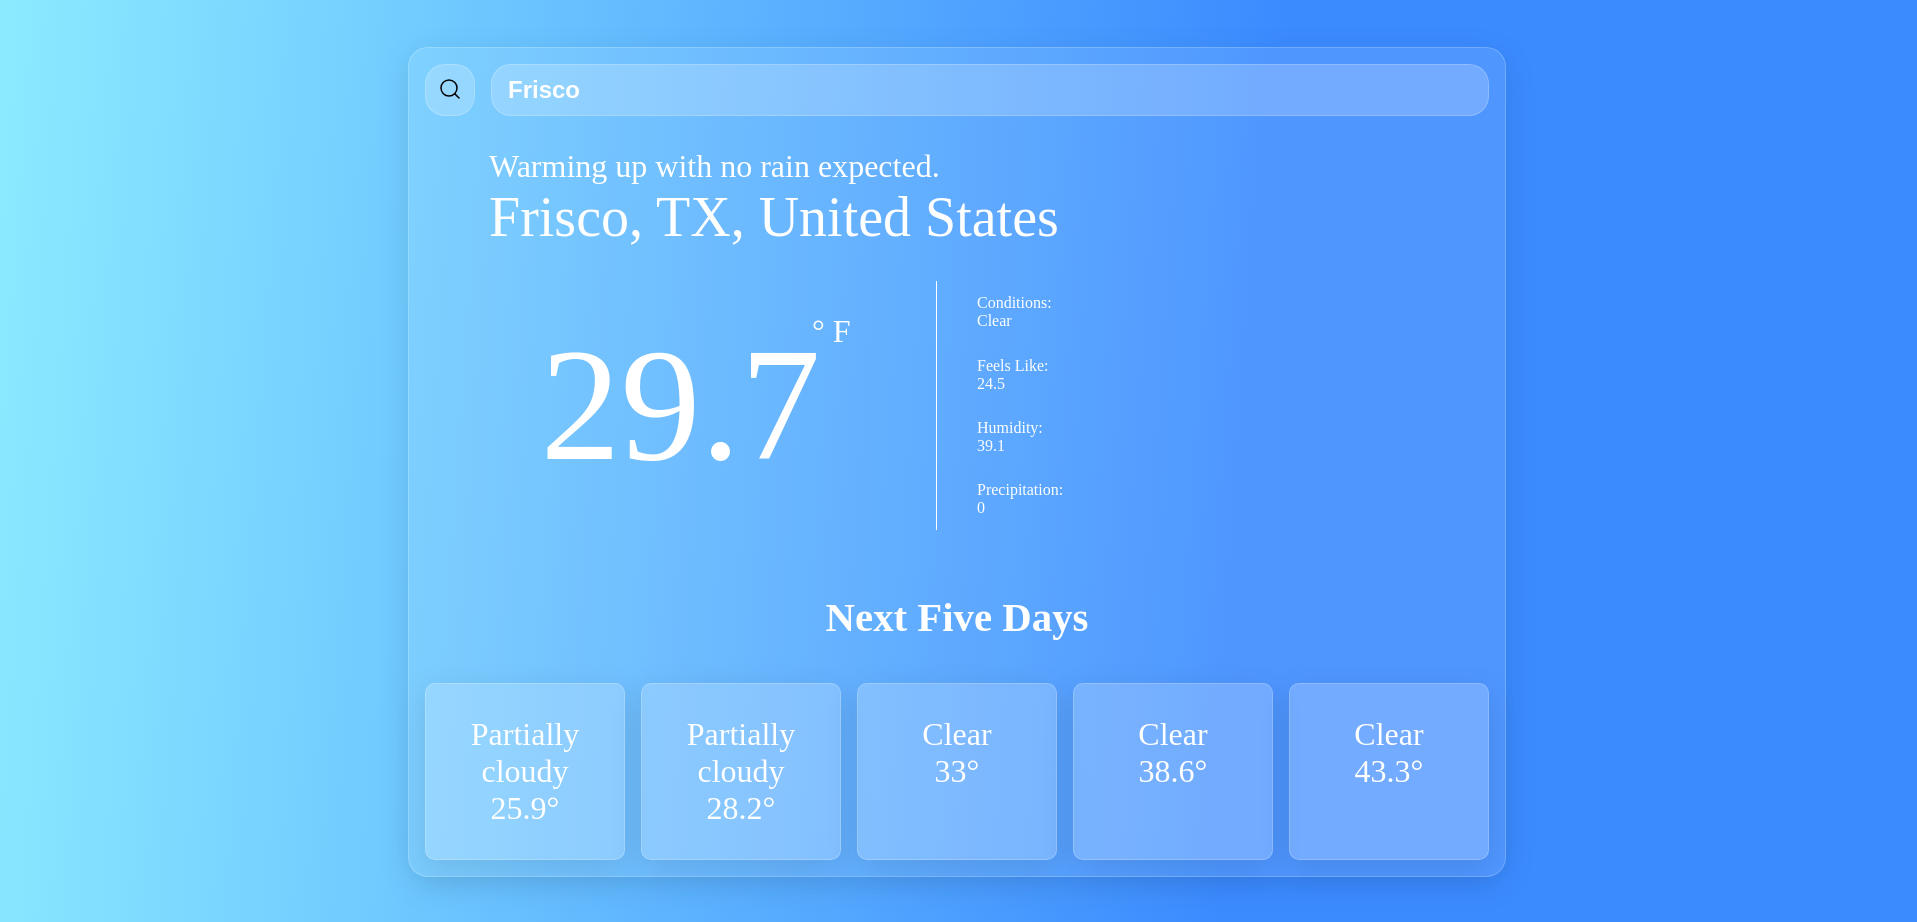 Frisco
Warming up with no rain expected.
Frisco, TX, United States
29.7
° F
Conditions:
Clear
Feels Like:
24.5
Humidity:
39.1
Precipitation:
0
Next Five Days
Partially
cloudy
25.9°
Partially
cloudy
28.2°
Clear
33°
Clear
38.6°
Clear
43.3°